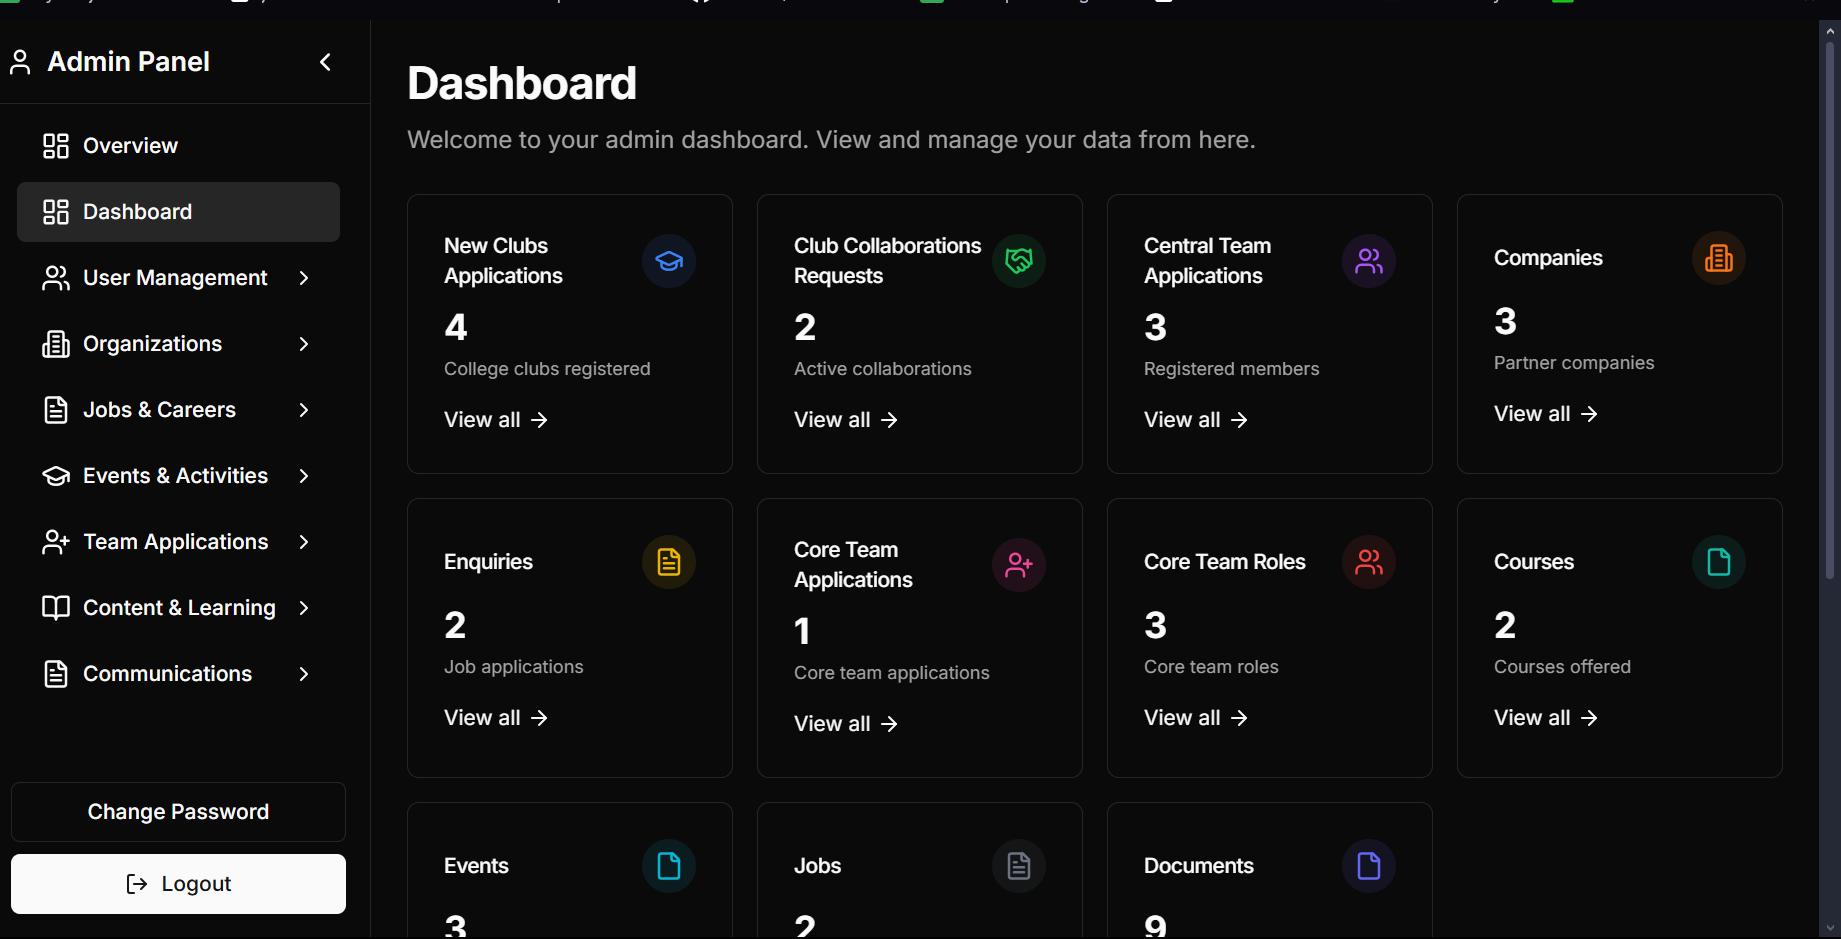 Admin Panel
Overview
Dashboard
User Management
Organizations
Jobs & Careers
Events & Activities
Team Applications
Content & Learning
Communications
Change Password
Logout
Dashboard
Welcome to your admin dashboard. View and manage your data from here.
New Clubs
Applications
4
College clubs registered
View all
Club Collaborations
Requests
2
Active collaborations
View all
Central Team
Applications
3
Registered members
View all
Companies
3
Partner companies
View all
Enquiries
2
Job applications
View all
Core Team
Applications
1
Core team applications
View all
Core Team Roles
3
Core team roles
View all
Courses
2
Courses offered
View all
Events
3
Jobs
2
Documents
9